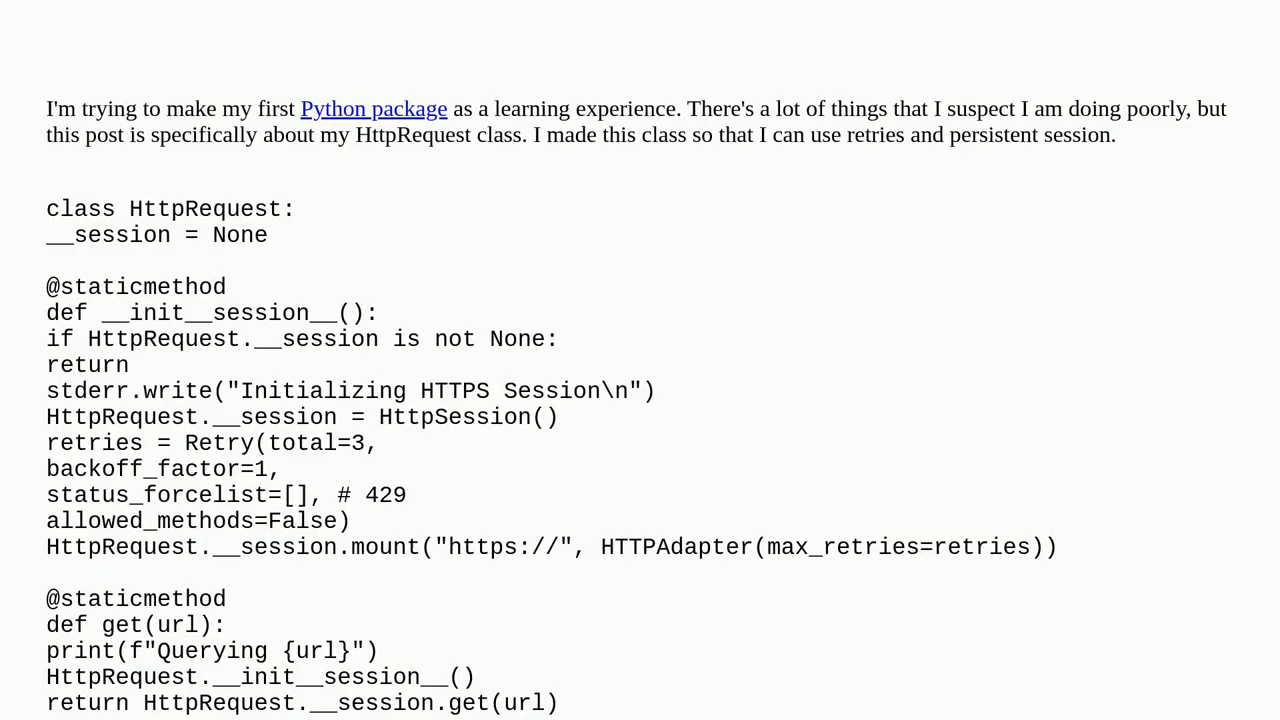 I'm trying to make my first Python package as a learning experience. There's a lot of things that I suspect I am doing poorly, but
this post is specifically about my HttpRequest class. I made this class so that I can use retries and persistent session.
class HttpRequest:
__session = None
@staticmethod
def __init__session__():
if HttpRequest.__session is not None:
return
stderr.write("Initializing HTTPS Session\n")
HttpRequest.__session = HttpSession()
retries = Retry(total=3,
backoff_factor=1,
status_forcelist=[], # 429
allowed_methods=False)
HttpRequest.__session.mount("https://", HTTPAdapter(max_retries=retries))
@staticmethod
def get(url):
print(f"Querying {url}")
HttpRequest.__init__session__()
return HttpRequest.__session.get(url)